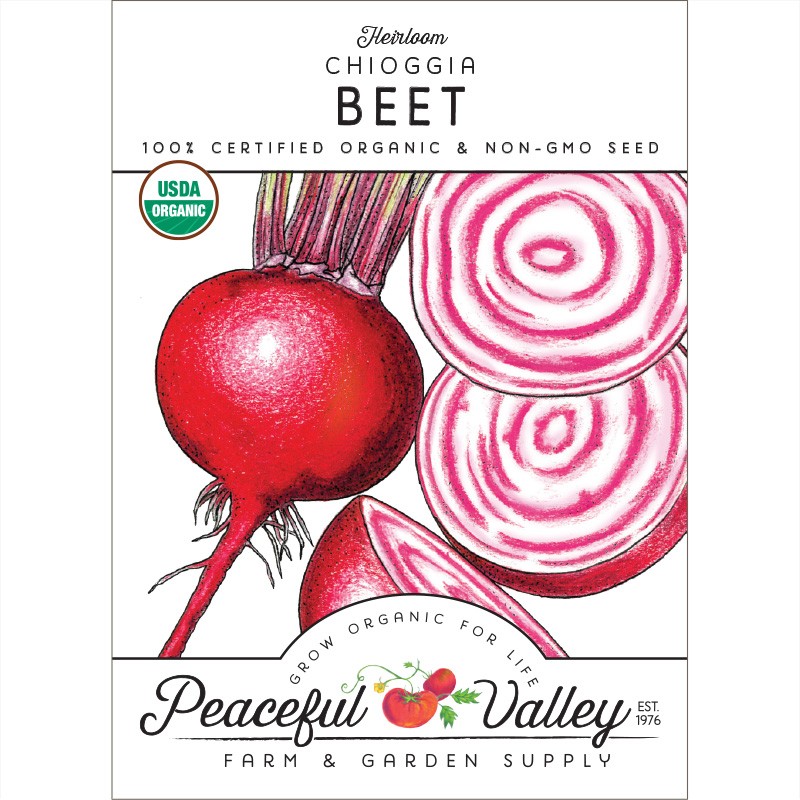 Heirloom
CHIOGGIA
BEET
100% CERTIFIED ORGANIC & NON-GMO SEED
USDA
ORGANIC
GROW ORGANIC FOR LIFE
Peaceful Valley
EST.
1976
FARM & GARDEN SUPPLY